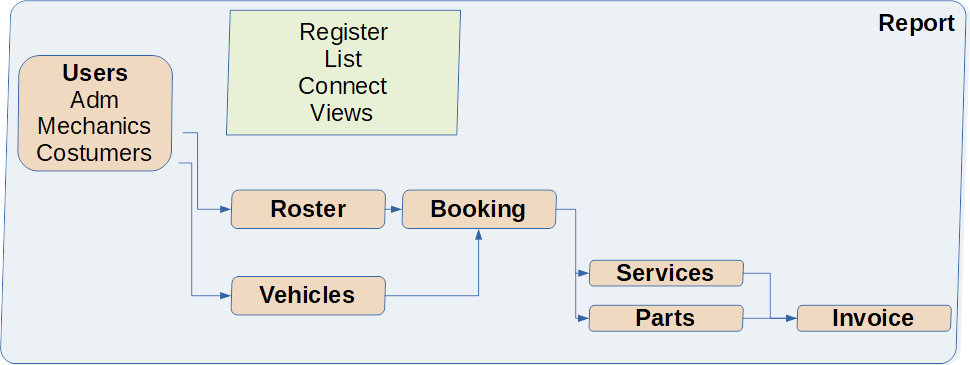 Report
Register
List
Connect
Views
Users
Adm
Mechanics
Costumers
Roster
Booking
Vehicles
Services
Parts
Invoice